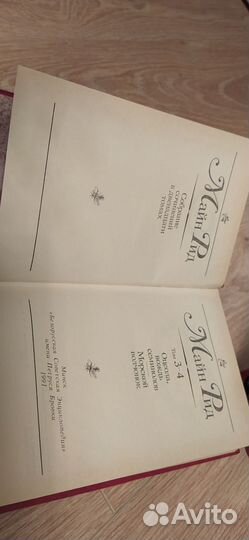 Майн Рид
Собрание
сочинений
в двенадцати
томах
Майн Рид
том 3-4
Оцеола,
вождь
семинолов
Морской
волчонок
Минск
«Белорусская Советская Энциклопедия»
имени Петруся Бровки
1991
Avito